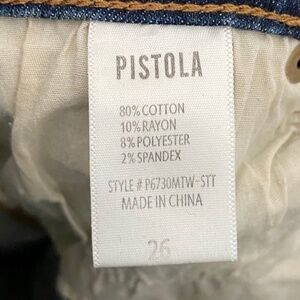 PISTOLA
80% COTTON
10% RAYON
8% POLYESTER
2% SPANDEX
STYLE # P6730MTW-STT
MADE IN CHINA
26